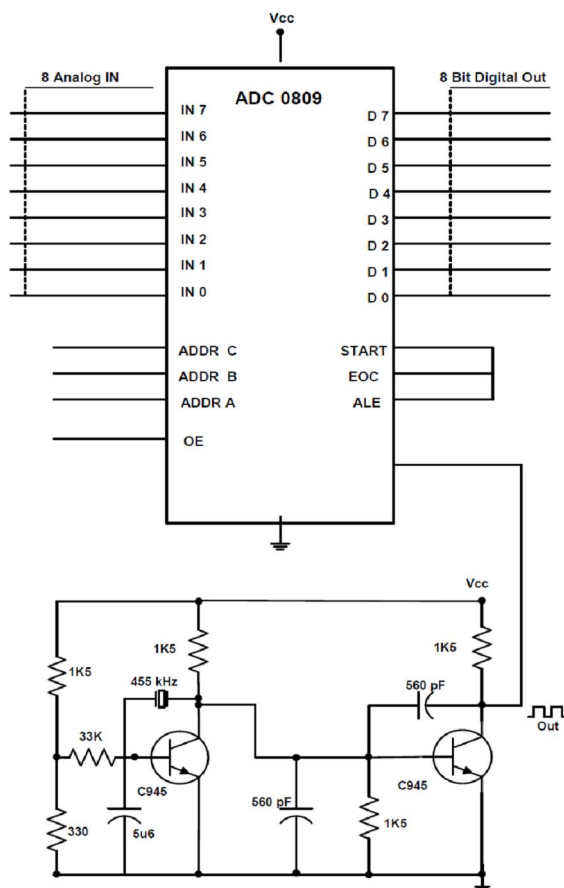 Vcc
8 Analog IN
8 Bit Digital Out
ADC 0809
IN 7
D 7
IN 6
D 6
IN 5
D 5
IN 4
D 4
IN 3
D 3
IN 2
D 2
IN 1
D 1
IN 0
D 0
ADDR C
START
ADDR B
EOC
ADDR A
ALE
OE
Vcc
1K5
1K5
1K5
455 kHz
560 pF
Out
33K
C945
C945
560 pF
330
5u6
1K5